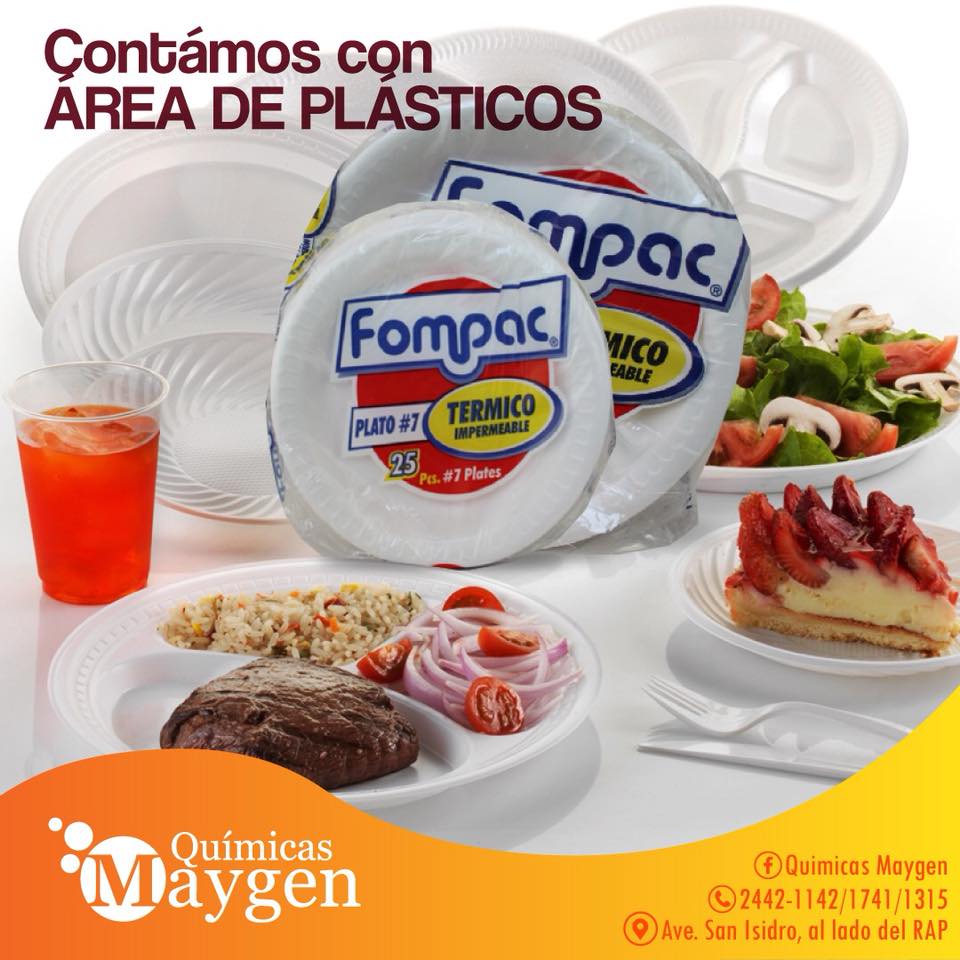 Contámos con
ÁREA DE PLÁSTICOS
Fompac®
MICO
EABLE
Fompac®
PLATO #7
TERMICO
IMPERMEABLE
25 Pcs. #7 Plates
Químicas
Maygen
Quimicas Maygen
2442-1142/1741/1315
Ave. San Isidro, al lado del RAP